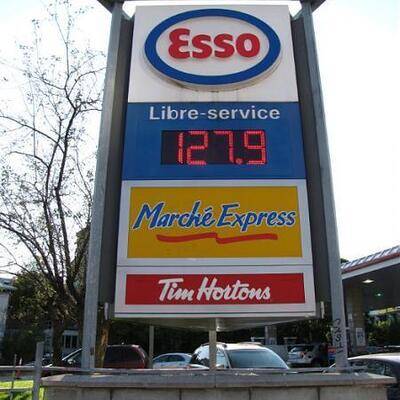 Esso
Libre-service
127.9
Marché Express
Tim Hortons